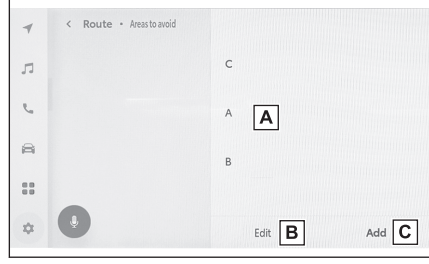 Route • Areas to avoid
C
A A
B
Edit B Add C